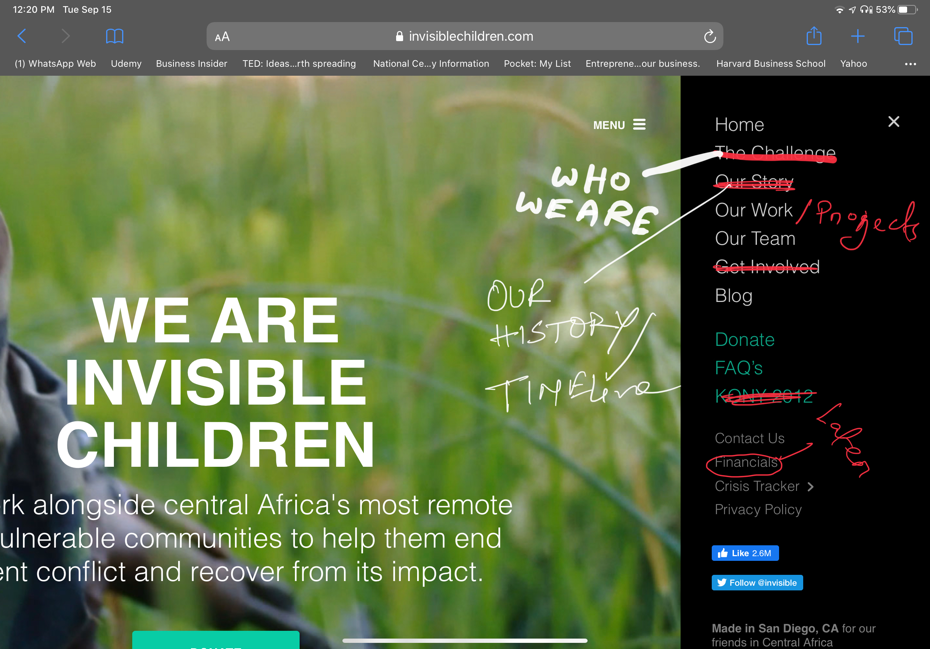 12:20 PM Tue Sep 15
53%
AA
invisiblechildren.com
(1) WhatsApp Web Udemy Business Insider TED: Ideas...rth spreading National Ce...y Information Pocket: My List Entreprene...our business. Harvard Business School Yahoo
MENU
Home
The Challenge
Our Story
Our Work / Projects
Our Team
Get Involved
Blog
Donate
FAQ's
KONY 2012
Contact Us
Financials
Crisis Tracker
Privacy Policy
Like 2.6M
Follow @invisible
Made in San Diego, CA for our
friends in Central Africa
WHO
WE ARE
OUR
HISTORY/
TIMELine
WE ARE
INVISIBLE
CHILDREN
rk alongside central Africa's most remote
ulnerable communities to help them end
ent conflict and recover from its impact.